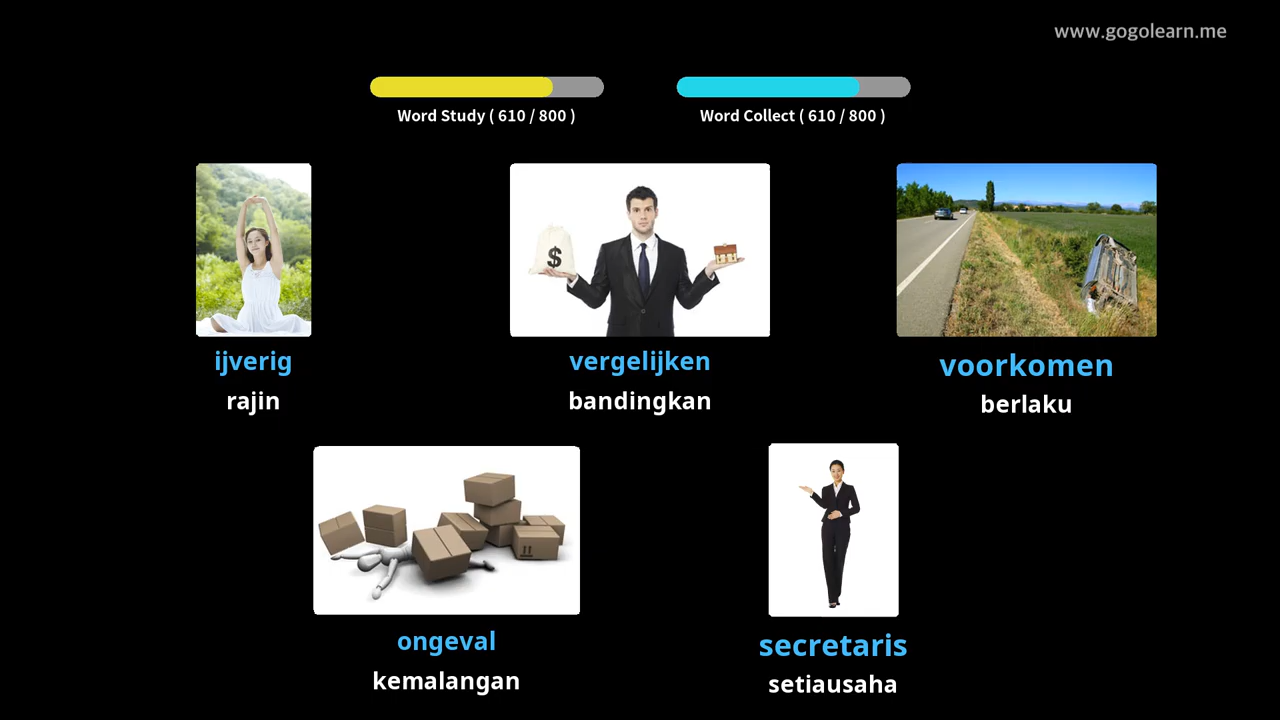 www.gogolearn.me
Word Study ( 610 / 800 )
Word Collect ( 610 / 800 )
ijverig
rajin
vergelijken
bandingkan
voorkomen
berlaku
$
ongeval
kemalangan
secretaris
setiausaha